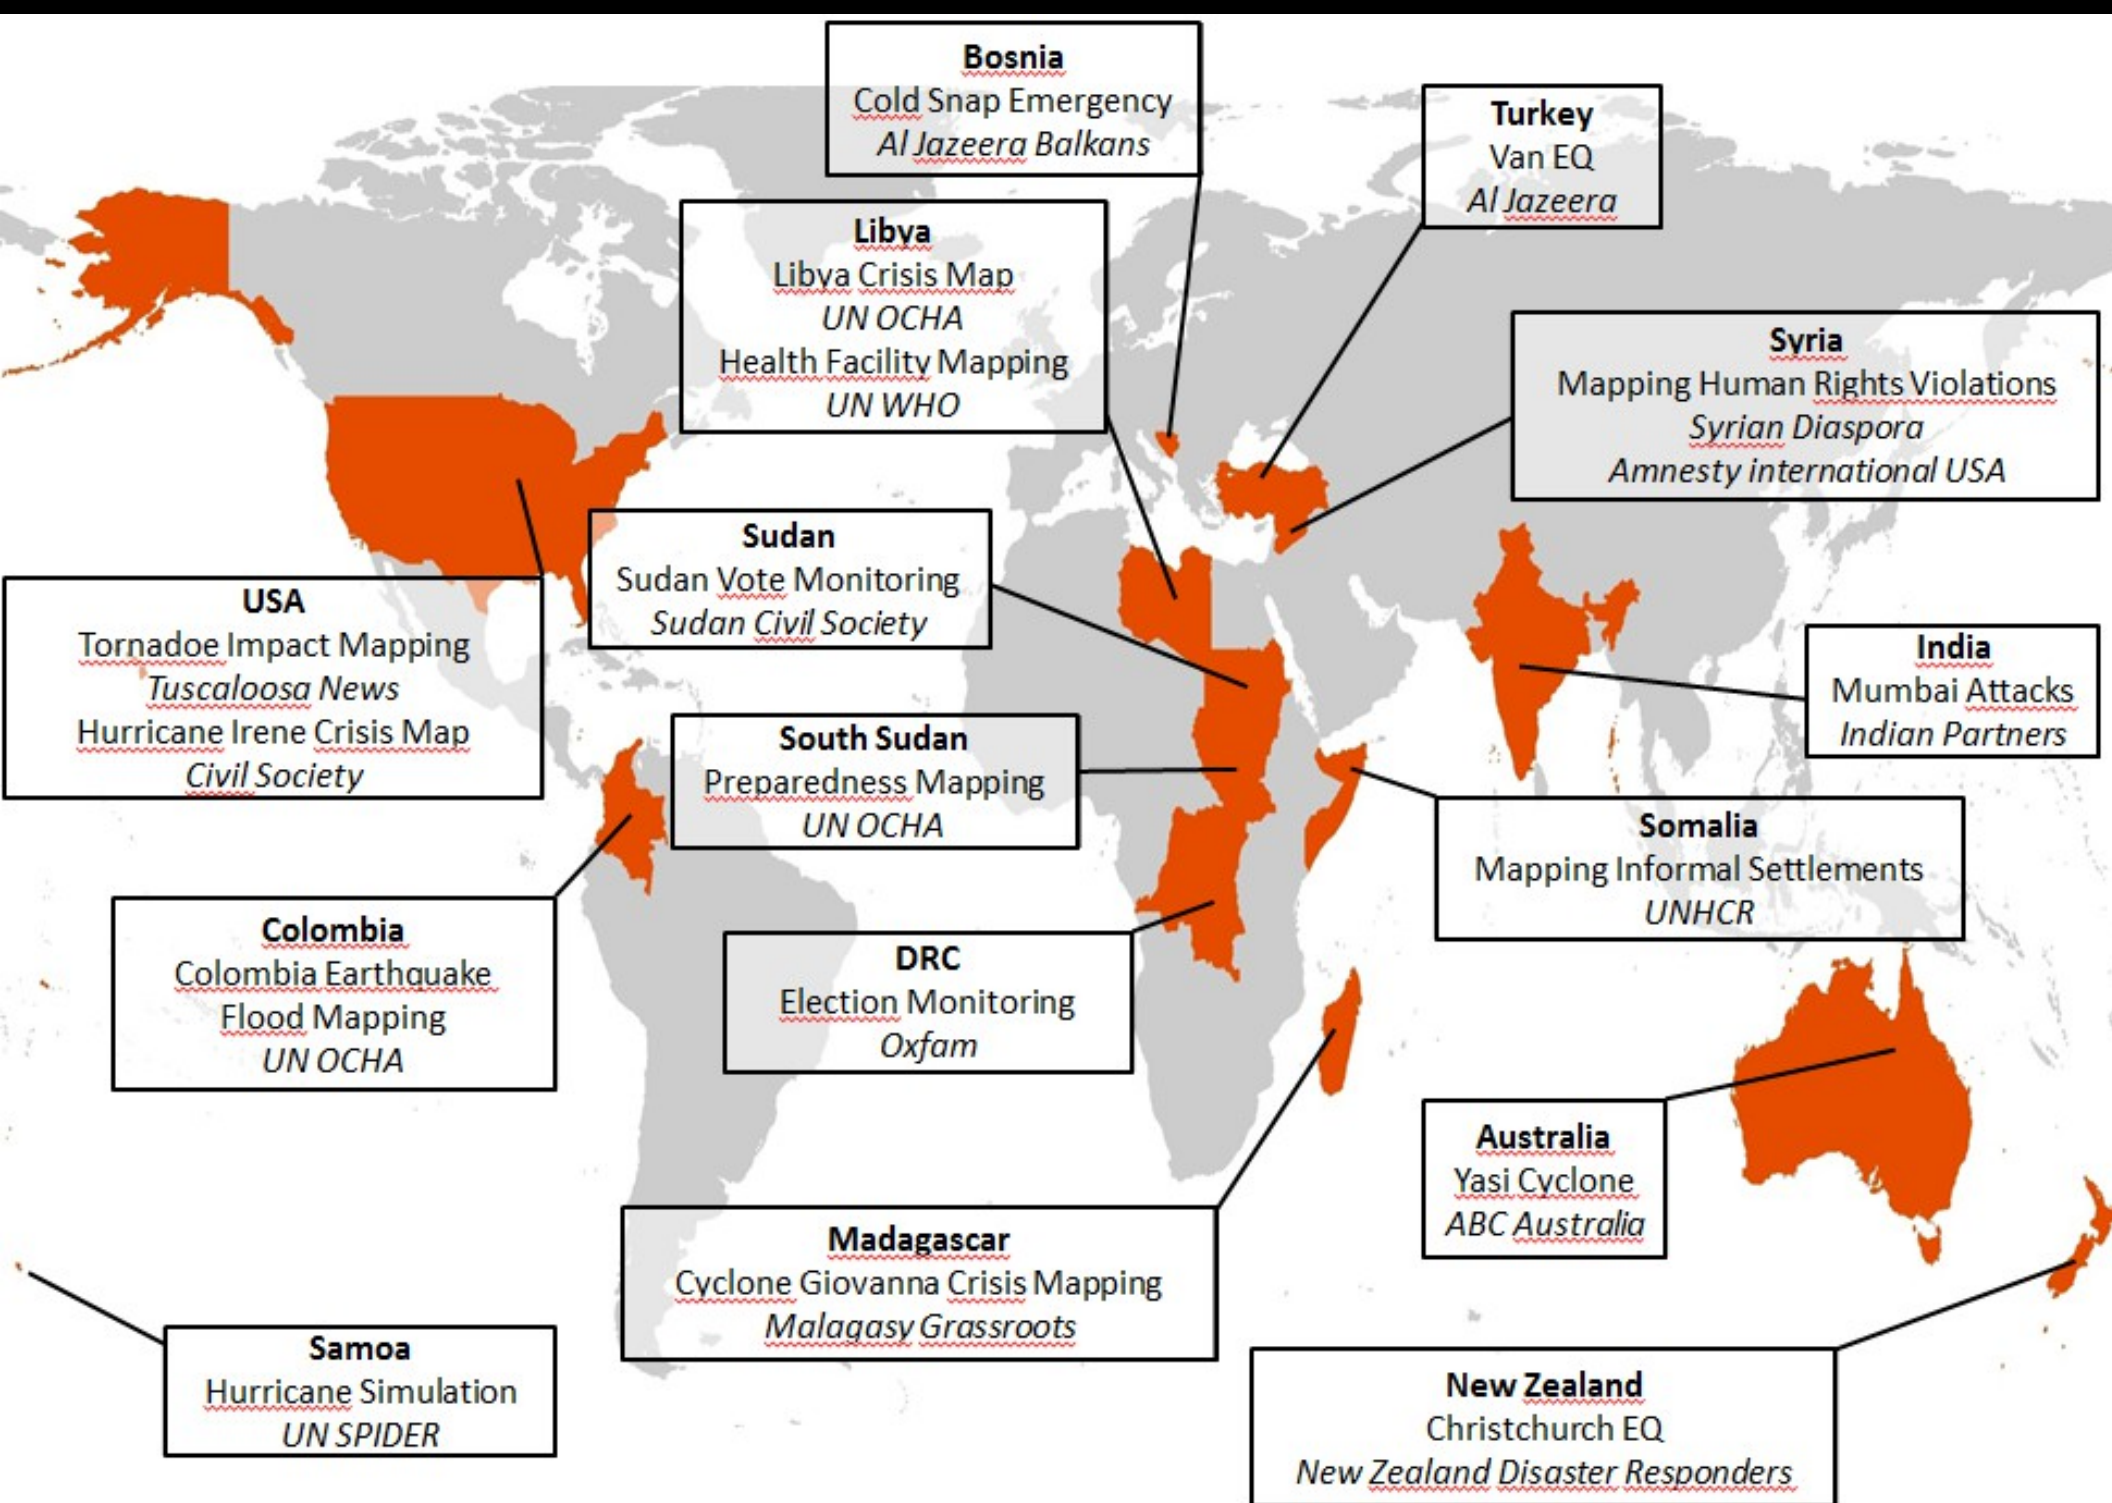 Bosnia
Cold Snap Emergency
Al Jazeera Balkans
Turkey
Van EQ
Al Jazeera
Libya
Libya Crisis Map
UN OCHA
Health Facility Mapping
UN WHO
Syria
Mapping Human Rights Violations
Syrian Diaspora
Amnesty international USA
Sudan
Sudan Vote Monitoring
Sudan Civil Society
USA
Tornadoe Impact Mapping
Tuscaloosa News
Hurricane Irene Crisis Map
Civil Society
India
Mumbai Attacks
Indian Partners
South Sudan
Preparedness Mapping
UN OCHA
Somalia
Mapping Informal Settlements
UNHCR
Colombia
Colombia Earthquake
Flood Mapping
UN OCHA
DRC
Election Monitoring
Oxfam
Australia
Yasi Cyclone
ABC Australia
Madagascar
Cyclone Giovanna Crisis Mapping
Malagasy Grassroots
Samoa
Hurricane Simulation
UN SPIDER
New Zealand
Christchurch EQ
New Zealand Disaster Responders